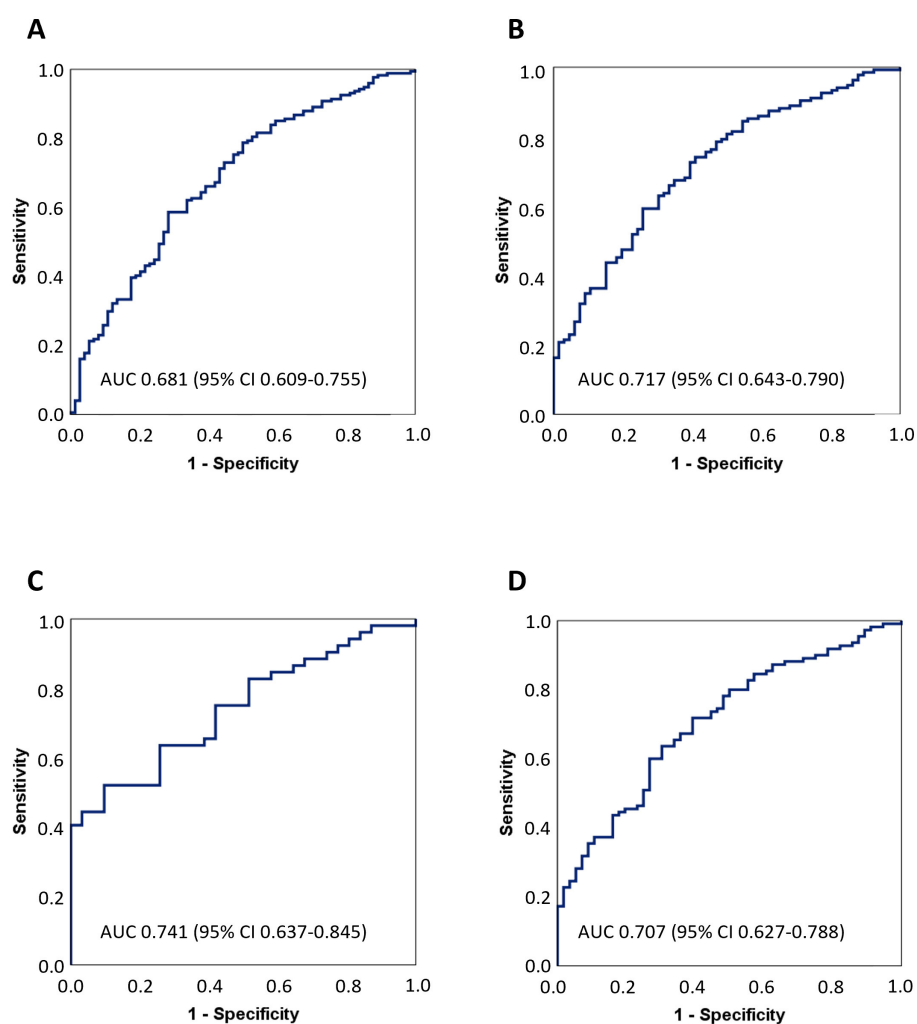 A
Sensitivity
1.0
0.8
0.6
0.4
0.2
0.0
AUC 0.681 (95% CI 0.609-0.755)
0.0 0.2 0.4 0.6 0.8 1.0
1 - Specificity
B
Sensitivity
1.0
0.8
0.6
0.4
0.2
0.0
AUC 0.717 (95% CI 0.643-0.790)
0.0 0.2 0.4 0.6 0.8 1.0
1 - Specificity
C
Sensitivity
1.0
0.8
0.6
0.4
0.2
0.0
AUC 0.741 (95% CI 0.637-0.845)
0.0 0.2 0.4 0.6 0.8 1.0
1 - Specificity
D
Sensitivity
1.0
0.8
0.6
0.4
0.2
0.0
AUC 0.707 (95% CI 0.627-0.788)
0.0 0.2 0.4 0.6 0.8 1.0
1 - Specificity